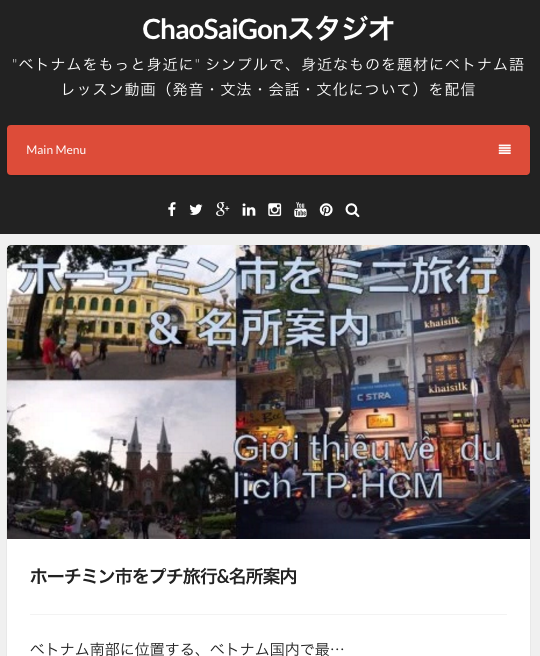 ChaoSaiGonスタジオ
"ベトナムをもっと身近に" シンプルで、身近なものを題材にベトナム語
レッスン動画（発音・文法・会話・文化について）を配信
Main Menu
ホーチミン市をミニ旅行
& 名所案内
khaisilk
khaisilk
CISTRA
Giới thiệu về du
lịch TP.HCM
ホーチミン市をプチ旅行&名所案内
ベトナム南部に位置する、ベトナム国内で最…